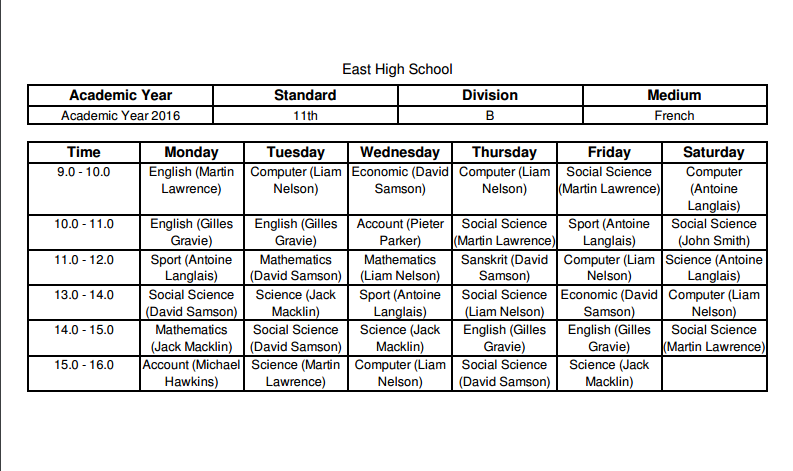 East High School
Academic Year Standard Division Medium
Academic Year 2016 11th B French
Time Monday Tuesday Wednesday Thursday Friday Saturday
9.0 - 10.0 English (Martin Lawrence) Computer (Liam Nelson) Economic (David Samson) Computer (Liam Nelson) Social Science (Martin Lawrence) Computer (Antoine Langlais)
10.0 - 11.0 English (Gilles Gravie) English (Gilles Gravie) Account (Pieter Parker) Social Science (Martin Lawrence) Sport (Antoine Langlais) Social Science (John Smith)
11.0 - 12.0 Sport (Antoine Langlais) Mathematics (David Samson) Mathematics (Liam Nelson) Sanskrit (David Samson) Computer (Liam Nelson) Science (Antoine Langlais)
13.0 - 14.0 Social Science (David Samson) Science (Jack Macklin) Sport (Antoine Langlais) Social Science (Liam Nelson) Economic (David Samson) Computer (Liam Nelson)
14.0 - 15.0 Mathematics (Jack Macklin) Social Science (David Samson) Science (Jack Macklin) English (Gilles Gravie) English (Gilles Gravie) Social Science (Martin Lawrence)
15.0 - 16.0 Account (Michael Hawkins) Science (Martin Lawrence) Computer (Liam Nelson) Social Science (David Samson) Science (Jack Macklin)